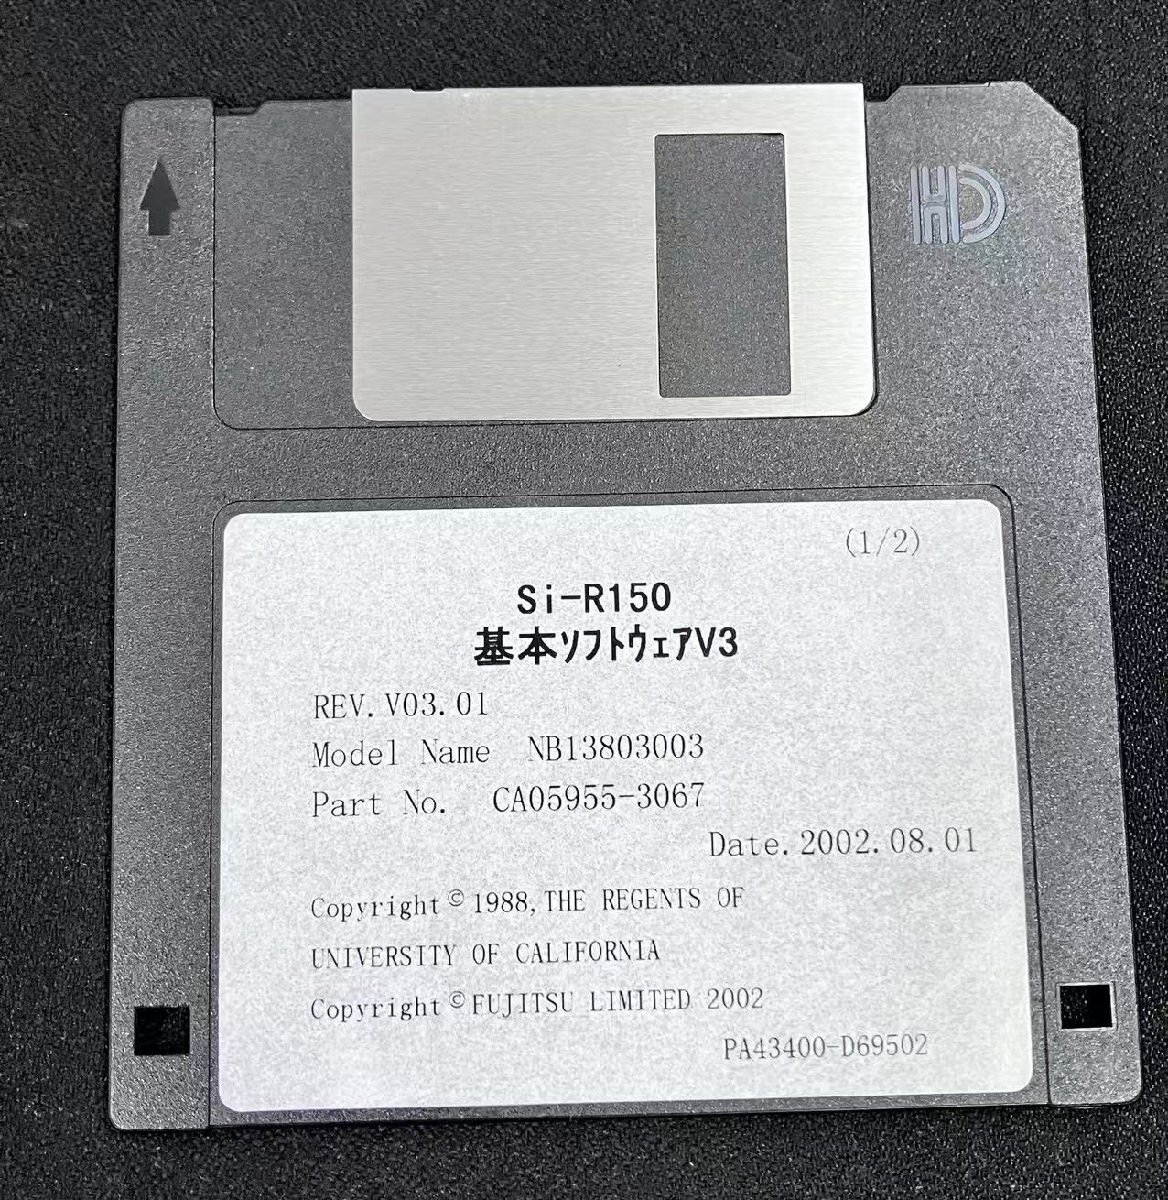 HD
(1/2)
Si-R150
基本ｿﾌﾄｳｪｱV3
REV. V03.01
Model Name NB13803003
Part No. CA05955-3067
Date. 2002.08.01
Copyright © 1988, THE REGENTS OF
UNIVERSITY OF CALIFORNIA
Copyright © FUJITSU LIMITED 2002
PA43400-D69502